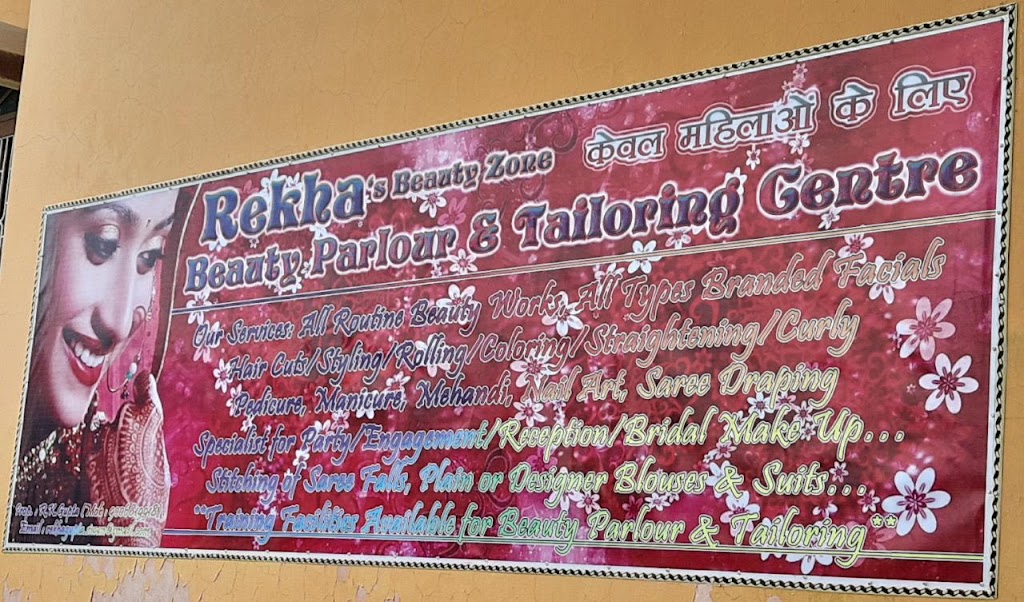 Rekha's Beauty Zone केवल महिलाओं के लिए
Beauty Parlour & Tailoring Centre
Our Services: All Routine Beauty Works, All Types Branded Facials
Hair Cuts/Styling/Rolling/Coloring/Straightening/Curly
Pedicure, Manicure, Mehandi, Nail Art, Saree Draping
Specialist for Party/Engagement/Reception/Bridal Make Up...
Stitching of Saree Falls, Plain or Designer Blouses & Suits...
**Training Facilities Available for Beauty Parlour & Tailoring**
Prop. : R.K.Gupta
Email :